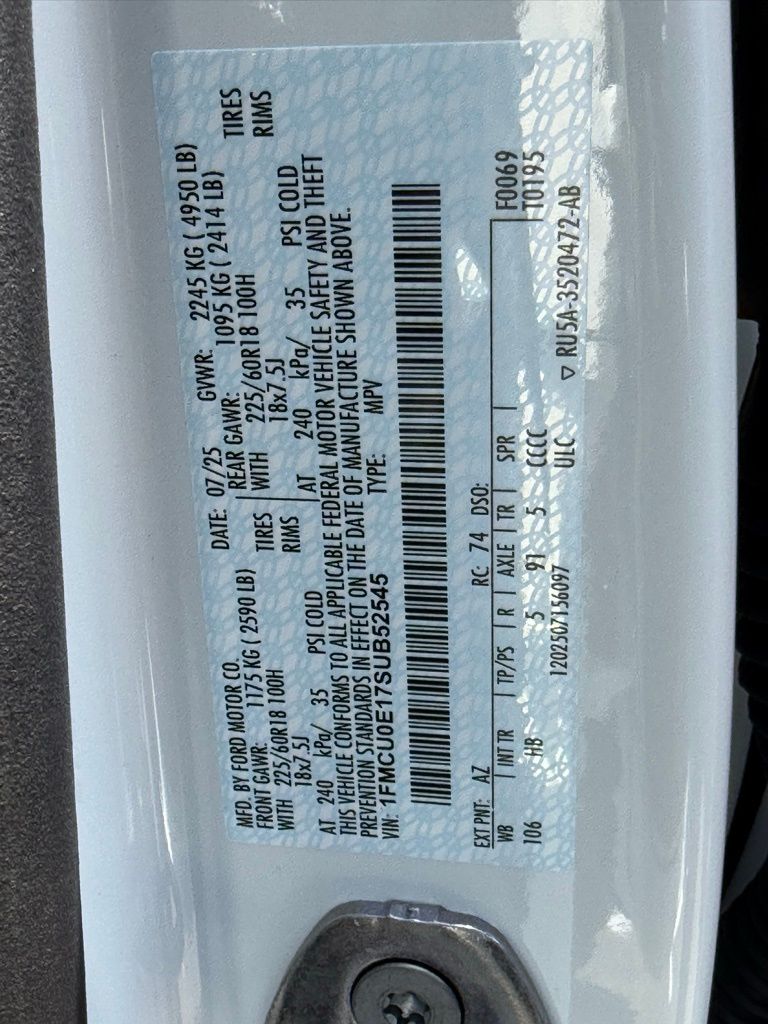 MFD. BY FORD MOTOR CO.
DATE: 07/25 GVWR: 2245 KG ( 4950 LB)
FRONT GAWR: 1175 KG ( 2590 LB) REAR GAWR: 1095 KG ( 2414 LB)
WITH 225/60R18 100H TIRES WITH 225/60R18 100H TIRES
18x7.5J RIMS 18x7.5J RIMS
AT 240 kPa/ 35 PSI COLD AT 240 kPa/ 35 PSI COLD
THIS VEHICLE CONFORMS TO ALL APPLICABLE FEDERAL MOTOR VEHICLE SAFETY AND THEFT
PREVENTION STANDARDS IN EFFECT ON THE DATE OF MANUFACTURE SHOWN ABOVE.
VIN: 1FMCU0E17SUB52545 TYPE: MPV
EXT PNT: AZ RC: 74 DSO:
WB INT TR TP/PS R AXLE TR SPR F0069
106 HB 5 91 5 CCCC T0195
1202507156097 ULC ▽ RU5A-3520472-AB